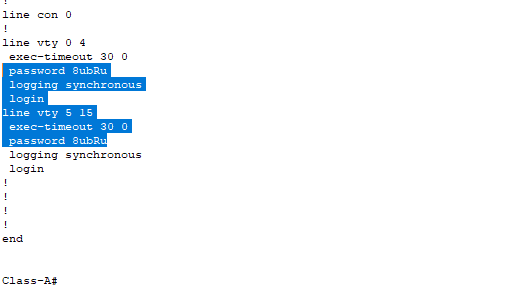 !
line con 0
!
line vty 0 4
 exec-timeout 30 0
 password 8ubRu
 logging synchronous
 login
line vty 5 15
 exec-timeout 30 0
 password 8ubRu
 logging synchronous
 login
!
!
!
!
end
Class-A#